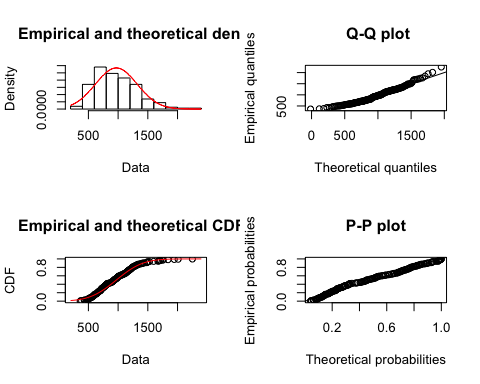 Empirical and theoretical den
Density
0.0000
500 1500
Data
Q-Q plot
Empirical quantiles
500
0 500 1500
Theoretical quantiles
Empirical and theoretical CDF
CDF
0.0 0.8
500 1500
Data
P-P plot
Empirical probabilities
0.0 0.8
0.2 0.6 1.0
Theoretical probabilities